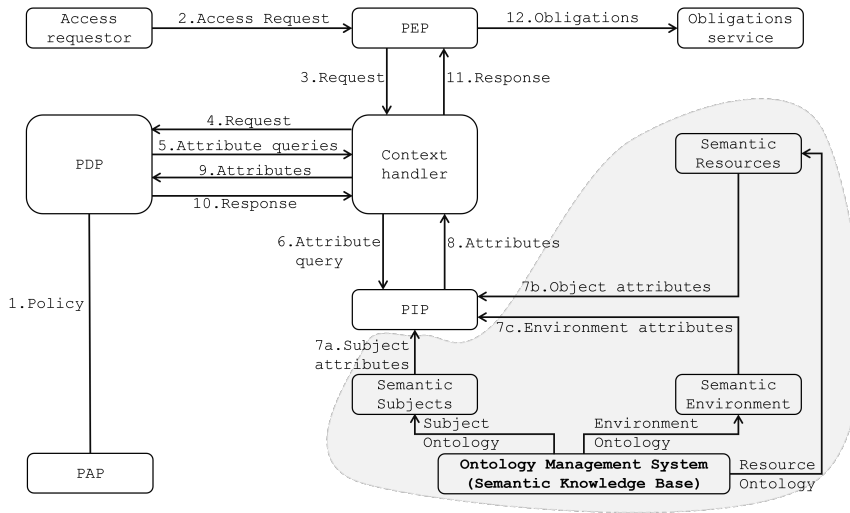 Access
requestor
2.Access Request
PEP
12.Obligations
Obligations
service
3.Request
11.Response
PDP
4.Request
5.Attribute queries
9.Attributes
10.Response
Context
handler
Semantic
Resources
6.Attribute
query
8.Attributes
1.Policy
PIP
7b.Object attributes
7c.Environment attributes
7a.Subject
attributes
Semantic
Subjects
Semantic
Environment
Subject
Ontology
Environment
Ontology
PAP
Ontology Management System
(Semantic Knowledge Base)
Resource
Ontology